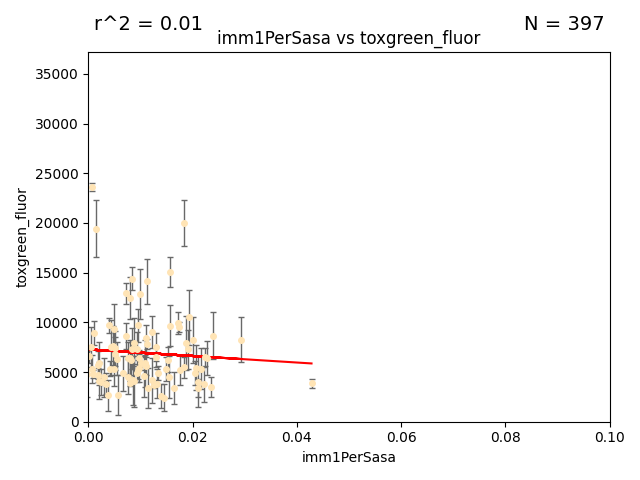 r^2 = 0.01
N = 397
imm1PerSasa vs toxgreen_fluor
35000
30000
25000
20000
15000
10000
5000
0
toxgreen_fluor
0.00
0.02
0.04
0.06
0.08
0.10
imm1PerSasa